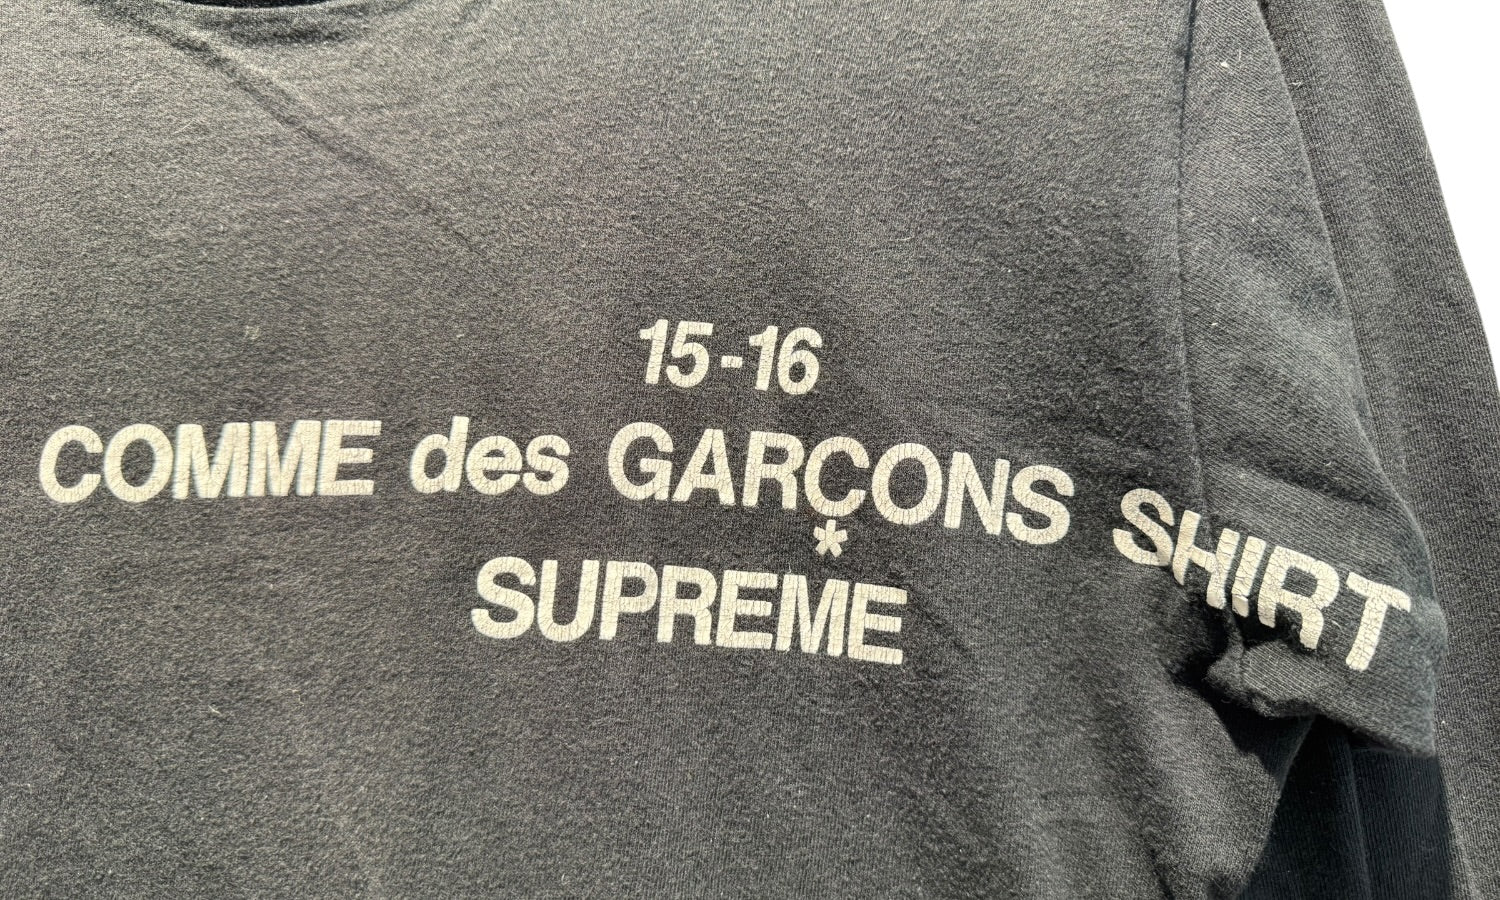 15-16
COMME des GARÇONS SHIRT
*
SUPREME